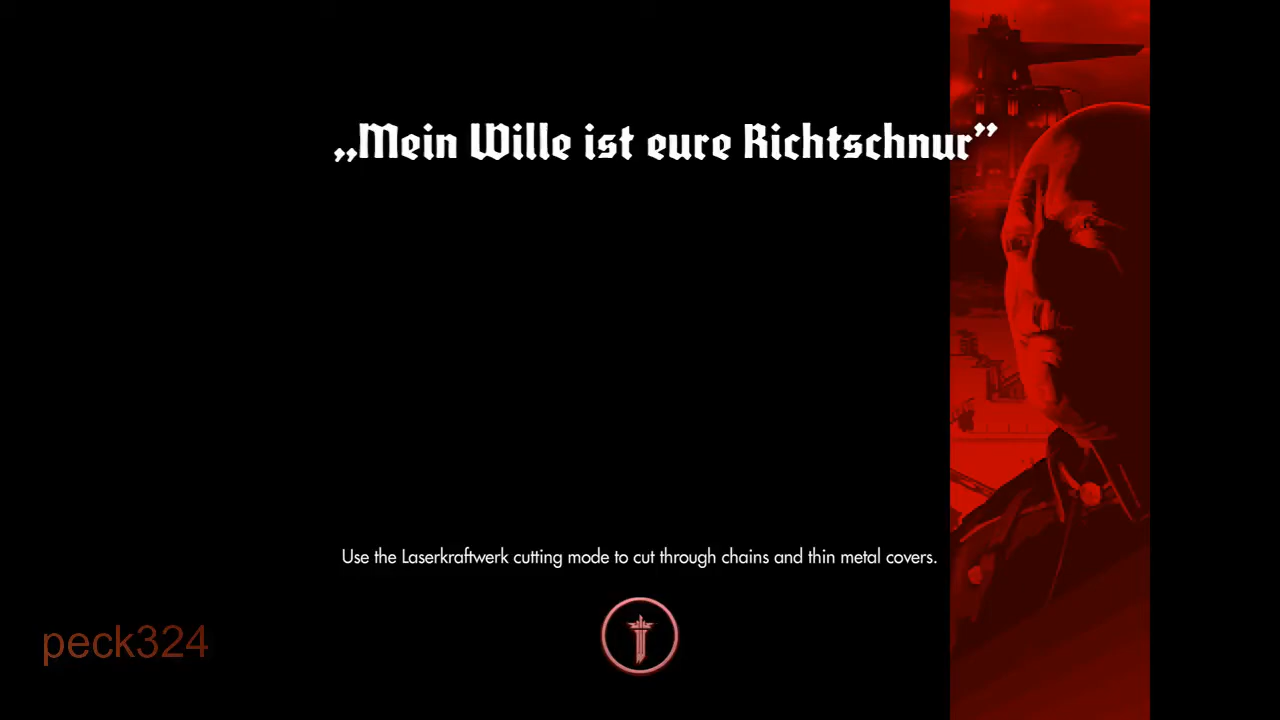 „Mein Wille ist eure Richtschnur”
Use the Laserkraftwerk cutting mode to cut through chains and thin metal covers.
peck324